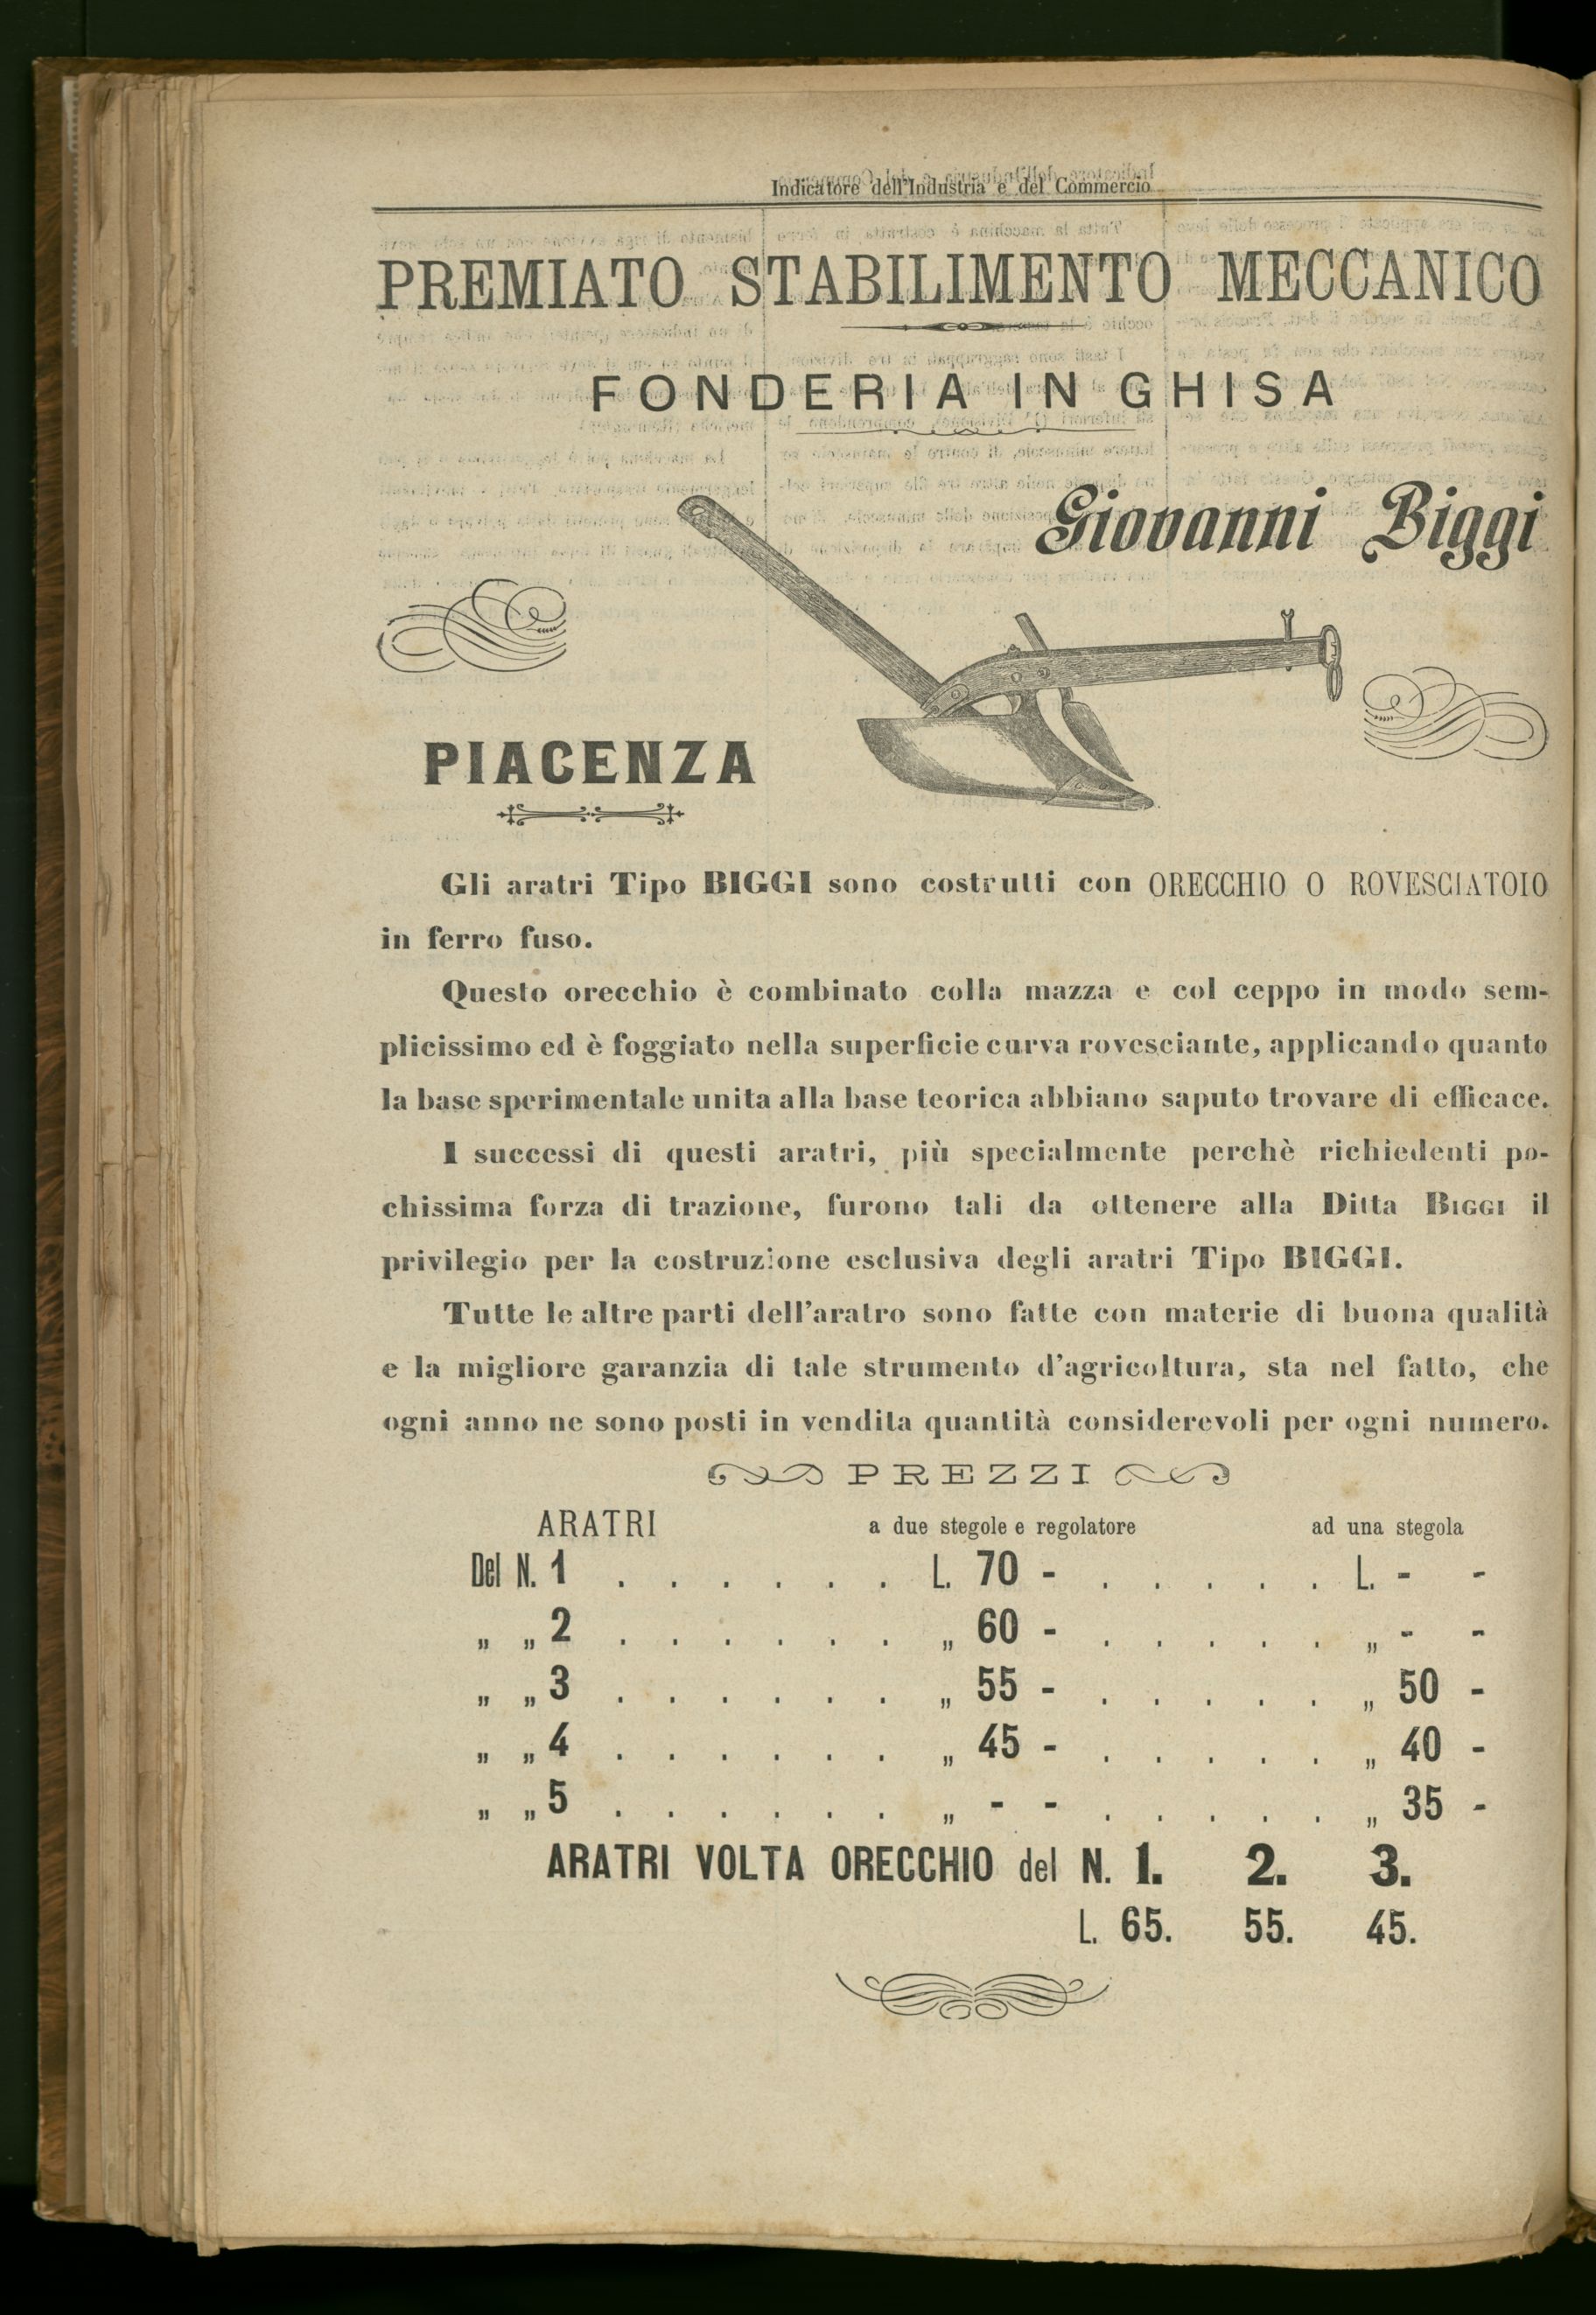 Indicatore dell'Industria e del Commercio
PREMIATO STABILIMENTO MECCANICO
FONDERIA IN GHISA
Giovanni Biggi
PIACENZA
Gli aratri Tipo BIGGI sono costrutti con ORECCHIO O ROVESCIATOIO
in ferro fuso.
Questo orecchio è combinato colla mazza e col ceppo in modo sem-
plicissimo ed è foggiato nella superficie curva rovesciante, applicando quanto
la base sperimentale unita alla base teorica abbiano saputo trovare di efficace.
I successi di questi aratri, più specialmente perchè richiedenti po-
chissima forza di trazione, furono tali da ottenere alla Ditta BIGGI il
privilegio per la costruzione esclusiva degli aratri Tipo BIGGI.
Tutte le altre parti dell'aratro sono fatte con materie di buona qualità
e la migliore garanzia di tale strumento d'agricoltura, sta nel fatto, che
ogni anno ne sono posti in vendita quantità considerevoli per ogni numero.
PREZZI
ARATRI a due stegole e regolatore ad una stegola
Del N. 1 . . . . . . L. 70 - . . . . . L. - -
„ „ 2 . . . . . . „ 60 - . . . . . „ - -
„ „ 3 . . . . . . „ 55 - . . . . . „ 50 -
„ „ 4 . . . . . . „ 45 - . . . . . „ 40 -
„ „ 5 . . . . . . „ - - . . . . . „ 35 -
ARATRI VOLTA ORECCHIO del N. 1. 2. 3.
L. 65. 55. 45.